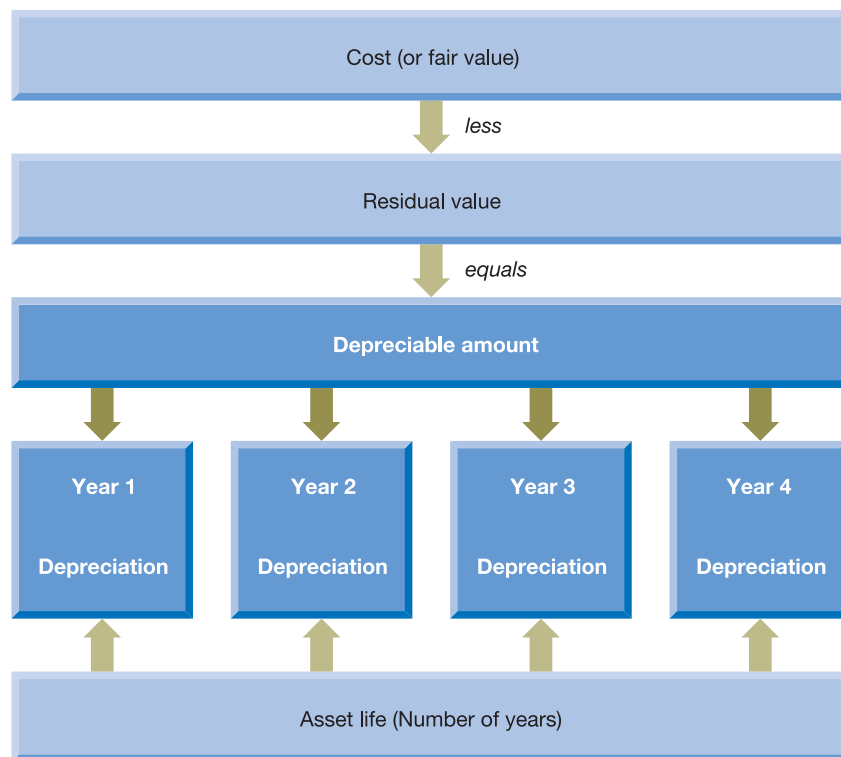 Cost (or fair value)
less
Residual value
equals
Depreciable amount
Year 1
Depreciation
Year 2
Depreciation
Year 3
Depreciation
Year 4
Depreciation
Asset life (Number of years)